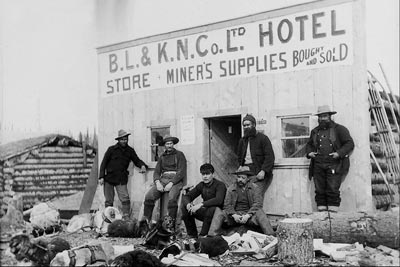 B.L. & K.N. Co. LTD HOTEL
STORE · MINER'S SUPPLIES BOUGHT AND SOLD